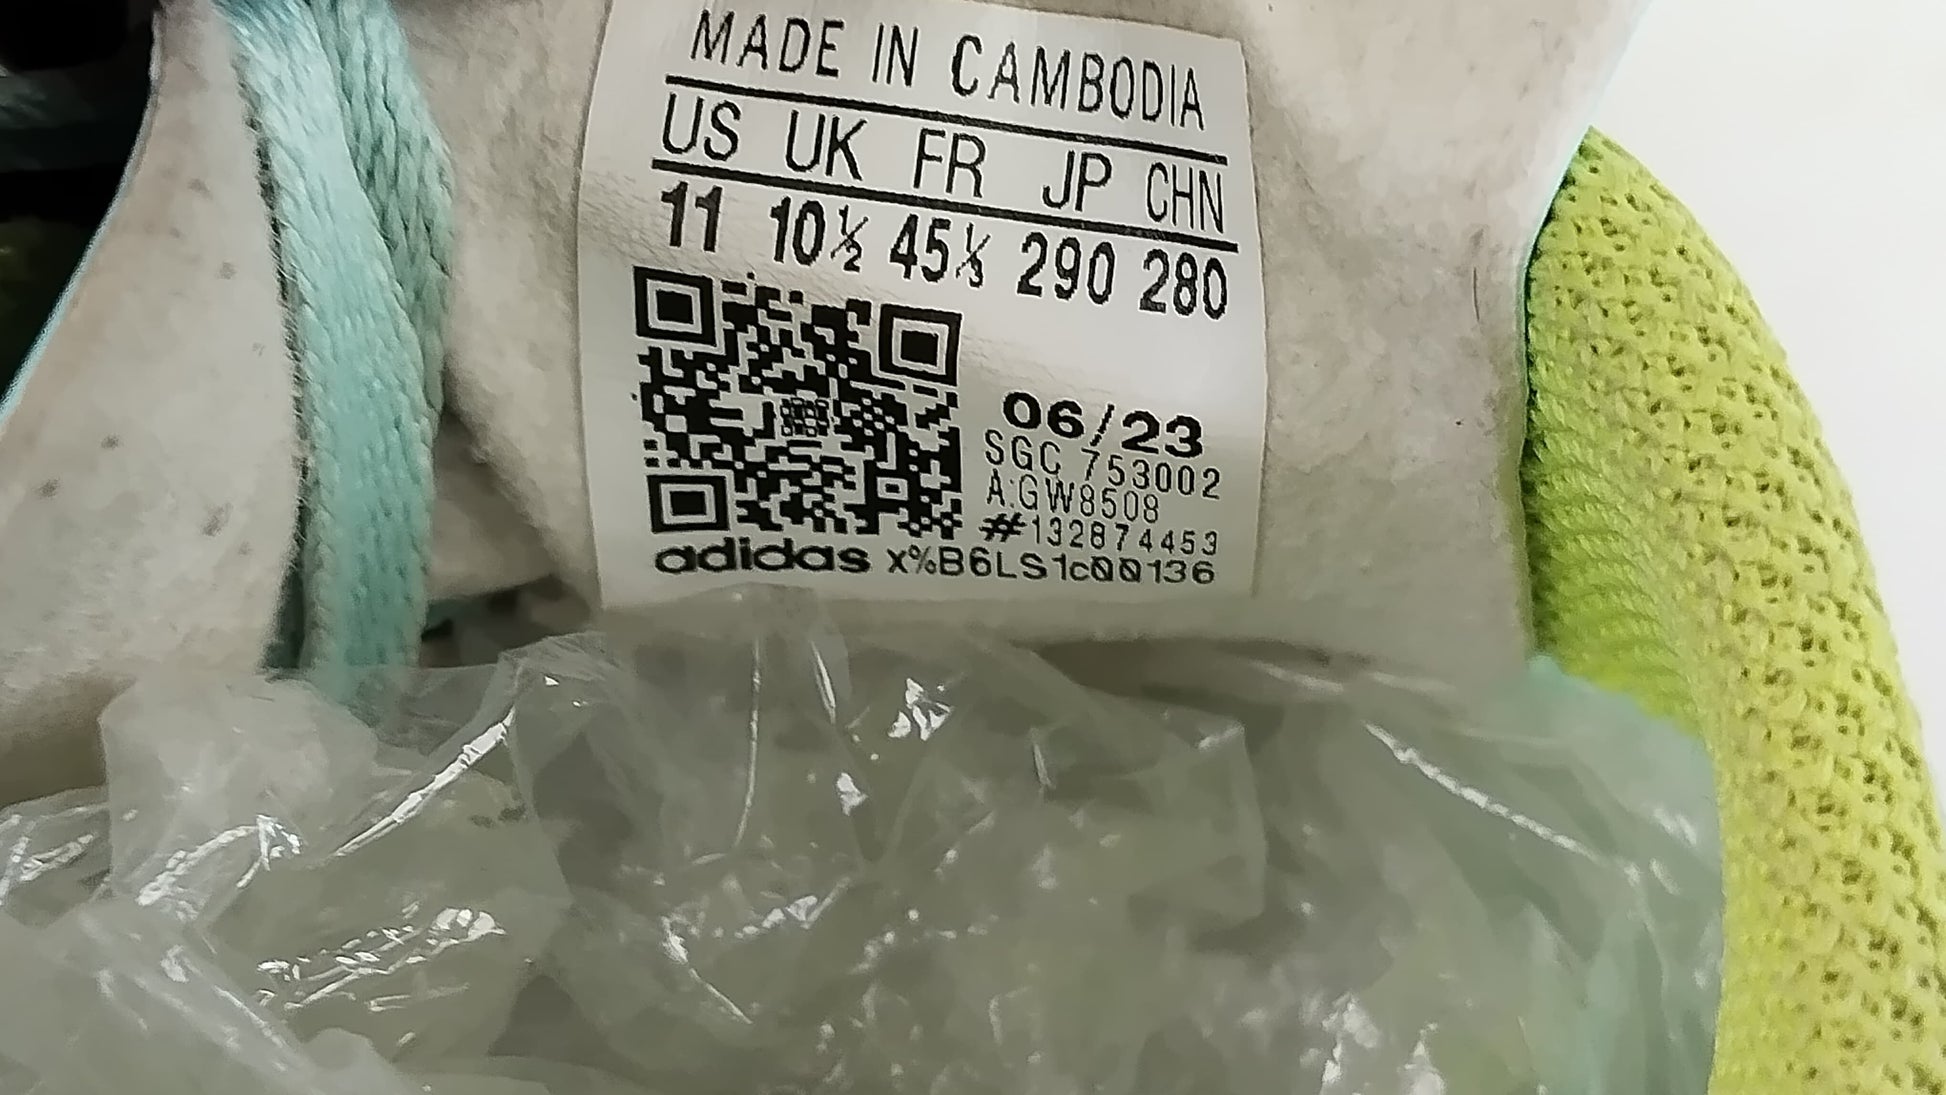 MADE IN CAMBODIA
US UK FR JP CHN
11 10½ 45⅓ 290 280
06/23
SGC 753002
A:GW8508
#132874453
adidas x%B6LS1c00136